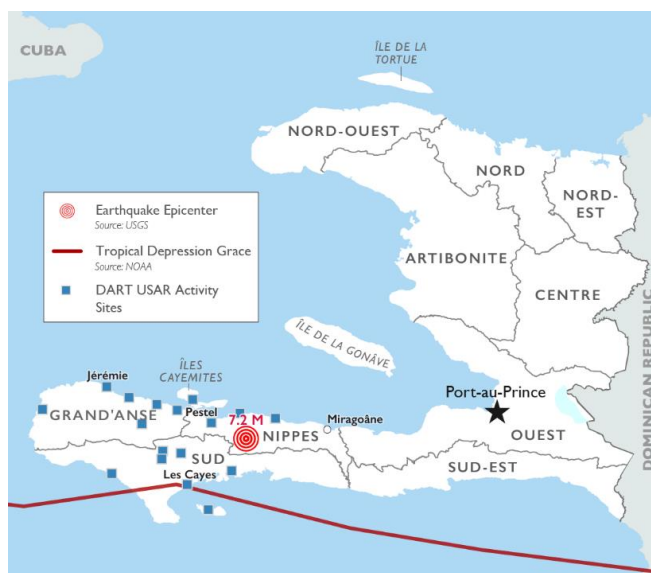 CUBA
ÎLE DE LA
TORTUE
NORD-OUEST
NORD
NORD-
EST
Earthquake Epicenter
Source: USGS
Tropical Depression Grace
Source: NOAA
DART USAR Activity
Sites
ARTIBONITE
CENTRE
ÎLE DE LA GONÂVE
DOMINICAN REPUBLIC
ÎLES
CAYEMITES
Jérémie
Port-au-Prince
GRAND'ANSE
Pestel
7.2 M
Miragoâne
NIPPES
OUEST
SUD
SUD-EST
Les Cayes